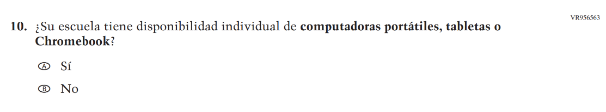 VR956563
10. ¿Su escuela tiene disponibilidad individual de computadoras portátiles, tabletas o
Chromebook?
A Sí
B No